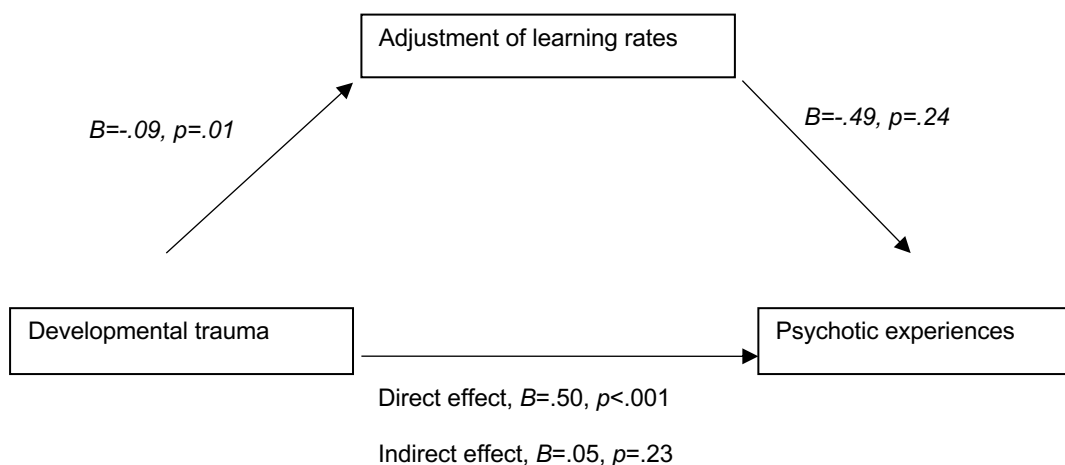 Adjustment of learning rates
B=-.09, p=.01
B=-.49, p=.24
Developmental trauma
Psychotic experiences
Direct effect, B=.50, p<.001
Indirect effect, B=.05, p=.23